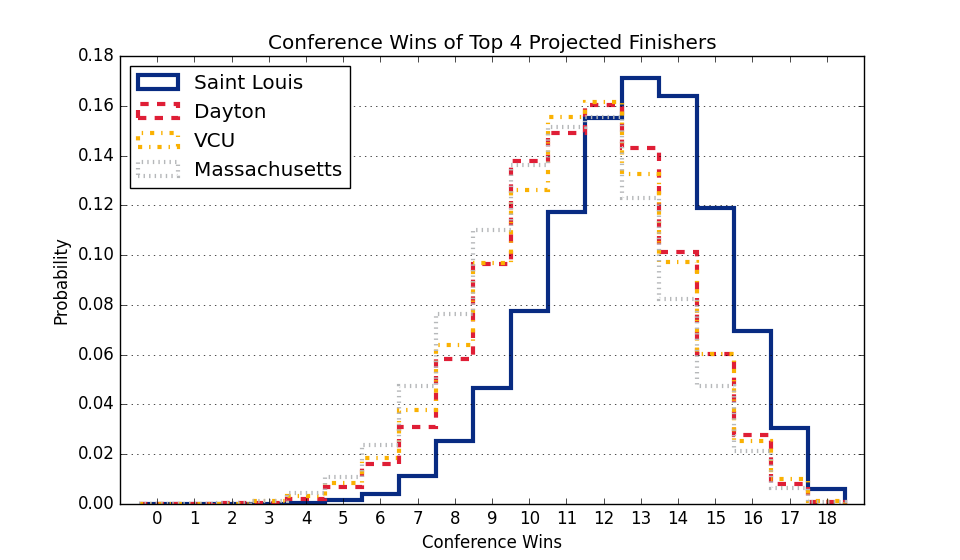 Conference Wins of Top 4 Projected Finishers
Saint Louis
Dayton
VCU
Massachusetts
Probability
0.18
0.16
0.14
0.12
0.10
0.08
0.06
0.04
0.02
0.00
0 1 2 3 4 5 6 7 8 9 10 11 12 13 14 15 16 17 18
Conference Wins